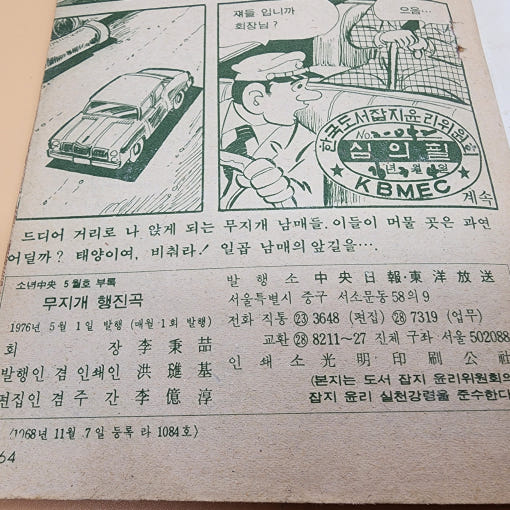 쟤들 입니까
회장님?
으음...
한국도서잡지윤리위원회
No.
심의필
년 월 일
KBMEC
계속
드디어 거리로 나 앉게 되는 무지개 남매들. 이들이 머물 곳은 과연
어딜까? 태양이여, 비춰라! 일곱 남매의 앞길을…
소년中央 5월호 부록
무지개 행진곡
1976년 5월 1일 발행 (매월·1회 발행)
회 장 李秉喆
발행인 겸 인쇄인 洪璡基
편집인 겸 주 간 李億淳
(1968년 11월 7일 등록 라 1084호)
발 행 소 中央日報·東洋放送
서울특별시 중구 서소문동 58의 9
전화 직통 ㉓ 3648 (편집) ㉘ 7319 (업무)
교환 ㉘ 8211~27 진체 구좌 서울 502088
인 쇄 소 光明印刷公社
(본지는 도서 잡지 윤리위원회의
잡지 윤리 실천강령을 준수한다
64